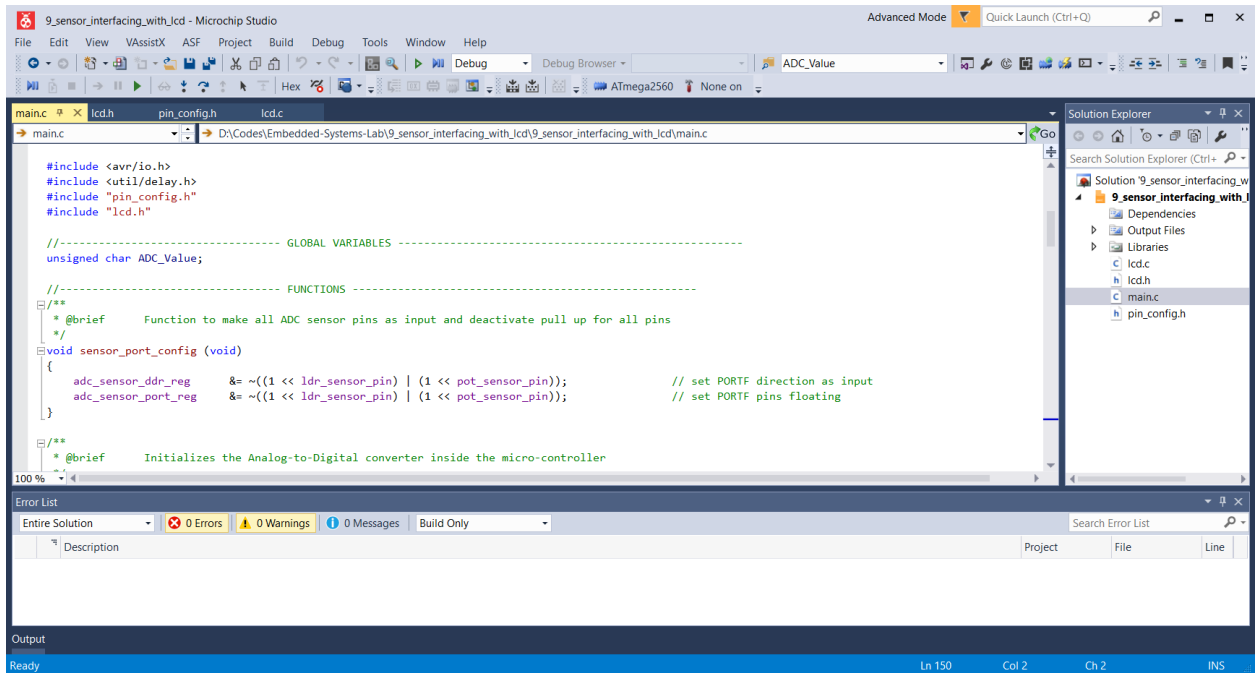 9_sensor_interfacing_with_lcd - Microchip Studio
Advanced Mode
Quick Launch (Ctrl+Q)
File Edit View VAssistX ASF Project Build Debug Tools Window Help
Debug Debug Browser ADC_Value
Hex ATmega2560 None on
main.c lcd.h pin_config.h lcd.c
main.c D:\Codes\Embedded-Systems-Lab\9_sensor_interfacing_with_lcd\9_sensor_interfacing_with_lcd\main.c Go
#include <avr/io.h>
#include <util/delay.h>
#include "pin_config.h"
#include "lcd.h"
//---------------------------------- GLOBAL VARIABLES ------------------------------------------------------
unsigned char ADC_Value;
//---------------------------------- FUNCTIONS ------------------------------------------------------
/**
* @brief Function to make all ADC sensor pins as input and deactivate pull up for all pins
*/
void sensor_port_config (void)
{
adc_sensor_ddr_reg &= ~((1 << ldr_sensor_pin) | (1 << pot_sensor_pin)); // set PORTF direction as input
adc_sensor_port_reg &= ~((1 << ldr_sensor_pin) | (1 << pot_sensor_pin)); // set PORTF pins floating
}
/**
* @brief Initializes the Analog-to-Digital converter inside the micro-controller
100 %
Solution Explorer
Search Solution Explorer (Ctrl+
Solution '9_sensor_interfacing_w
9_sensor_interfacing_with_l
Dependencies
Output Files
Libraries
lcd.c
lcd.h
main.c
pin_config.h
Error List
Entire Solution 0 Errors 0 Warnings 0 Messages Build Only Search Error List
Description Project File Line
Output
Ready Ln 150 Col 2 Ch 2 INS